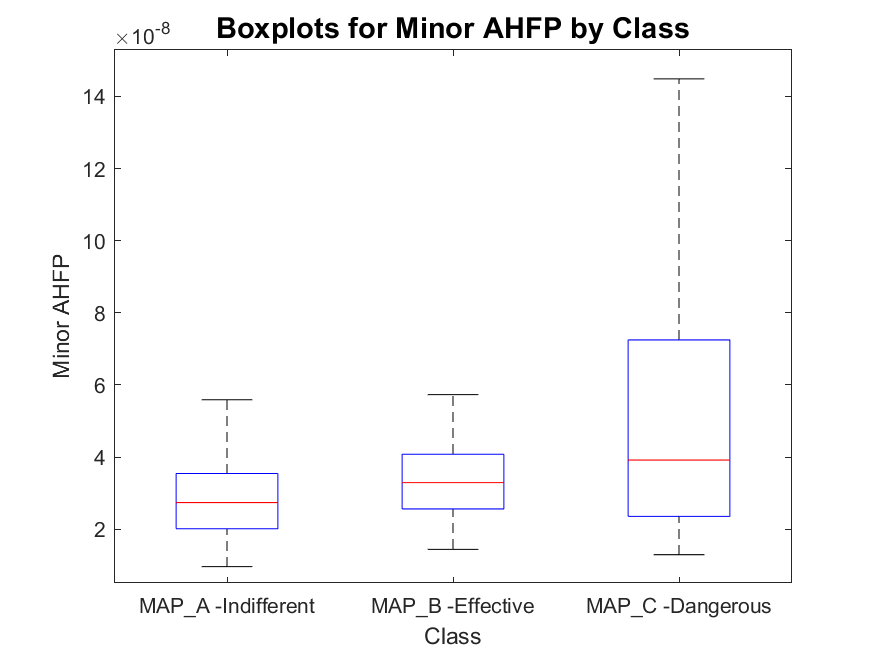 Boxplots for Minor AHFP by Class
×10-8
14
12
10
8
6
4
2
Minor AHFP
MAP_A -Indifferent MAP_B -Effective MAP_C -Dangerous
Class